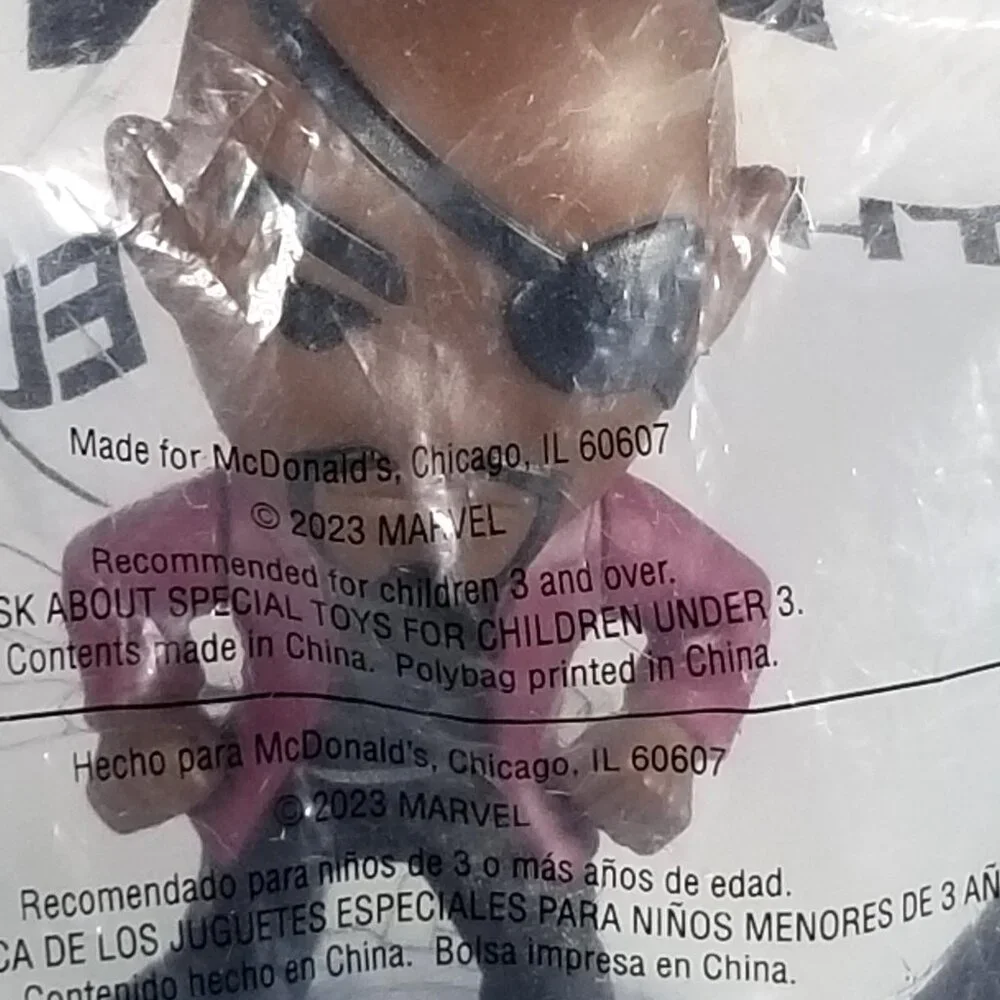 Made for McDonald's, Chicago, IL 60607
© 2023 MARVEL
Recommended for children 3 and over.
SK ABOUT SPECIAL TOYS FOR CHILDREN UNDER 3.
Contents made in China. Polybag printed in China.
Hecho para McDonald's, Chicago, IL 60607
© 2023 MARVEL
Recomendado para niños de 3 o más años de edad.
CA DE LOS JUGUETES ESPECIALES PARA NIÑOS MENORES DE 3 AÑ
Contenido hecho en China. Bolsa impresa en China.